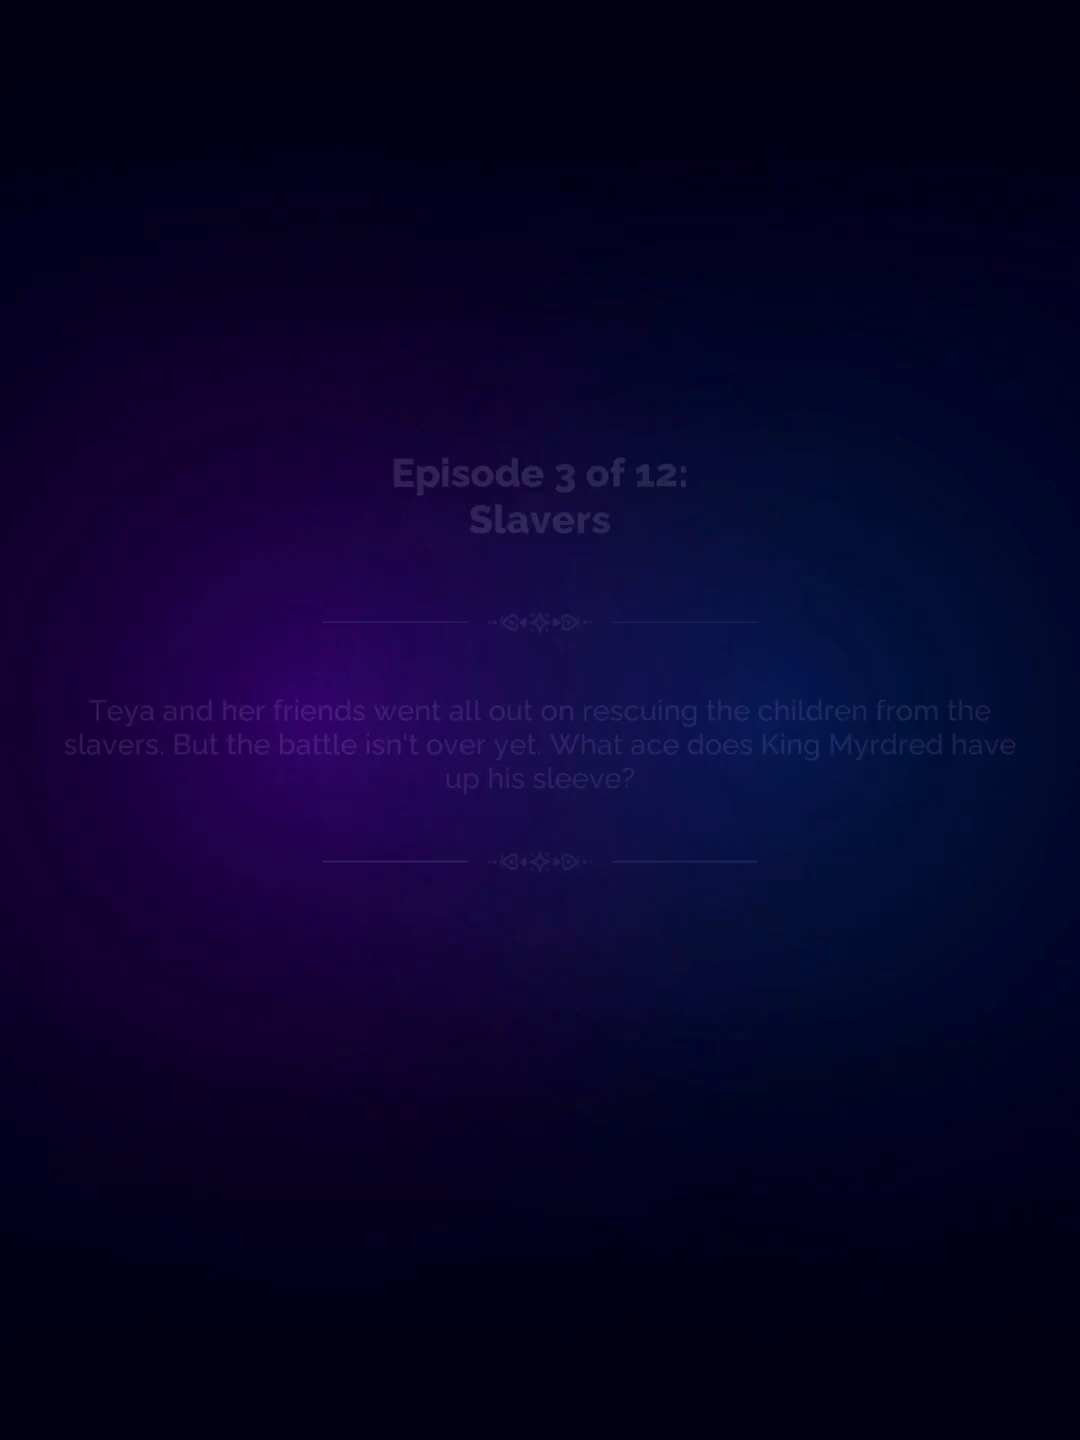 Episode 3 of 12:
Slavers
Teya and her friends went all out on rescuing the children from the
slavers. But the battle isn't over yet. What ace does King Myrdred have
up his sleeve?